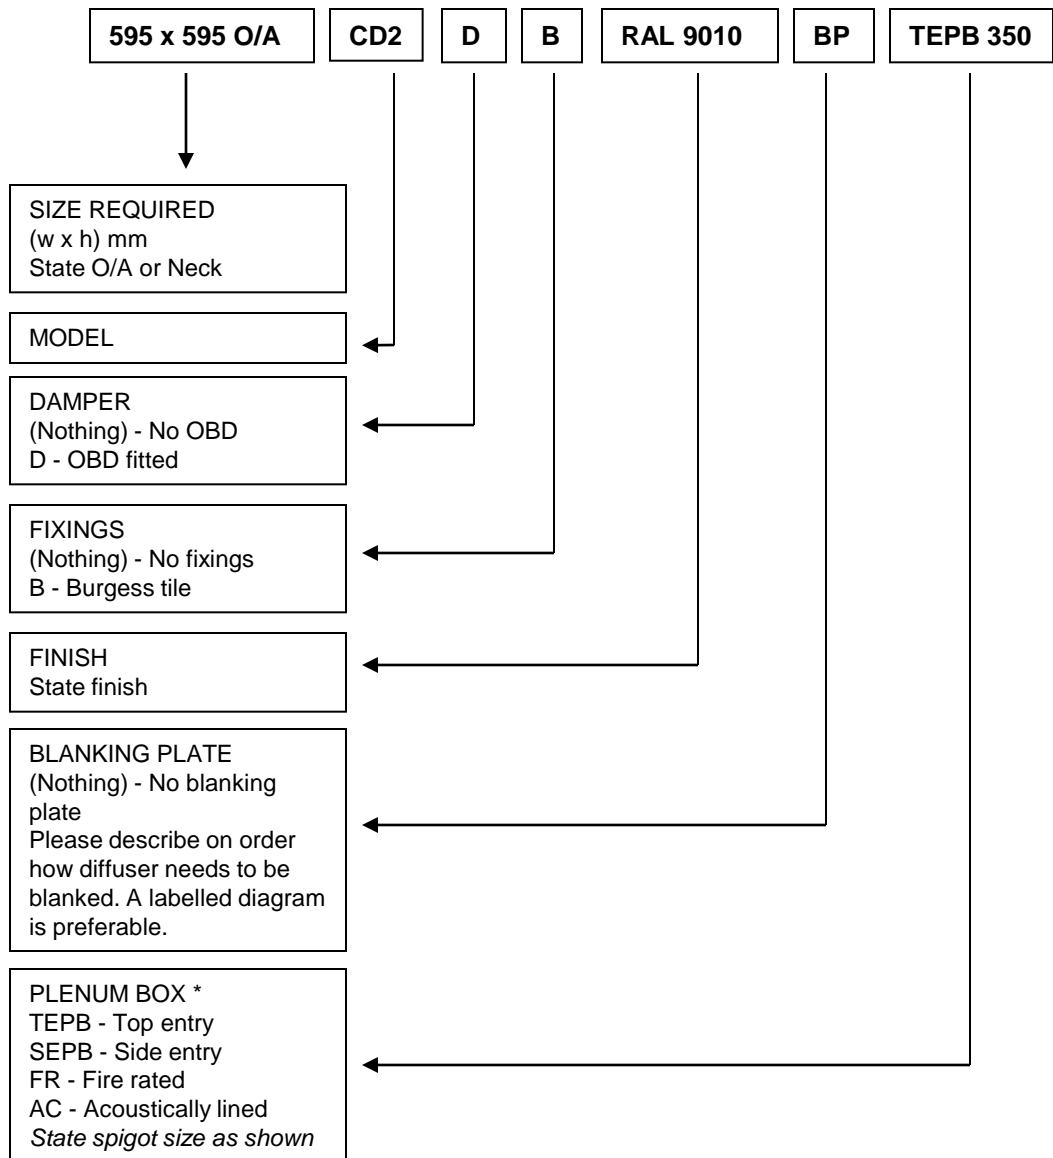 595 x 595 O/A CD2 D B RAL 9010 BP TEPB 350
SIZE REQUIRED
(w x h) mm
State O/A or Neck
MODEL
DAMPER
(Nothing) - No OBD
D - OBD fitted
FIXINGS
(Nothing) - No fixings
B - Burgess tile
FINISH
State finish
BLANKING PLATE
(Nothing) - No blanking
plate
Please describe on order
how diffuser needs to be
blanked. A labelled diagram
is preferable.
PLENUM BOX *
TEPB - Top entry
SEPB - Side entry
FR - Fire rated
AC - Acoustically lined
State spigot size as shown